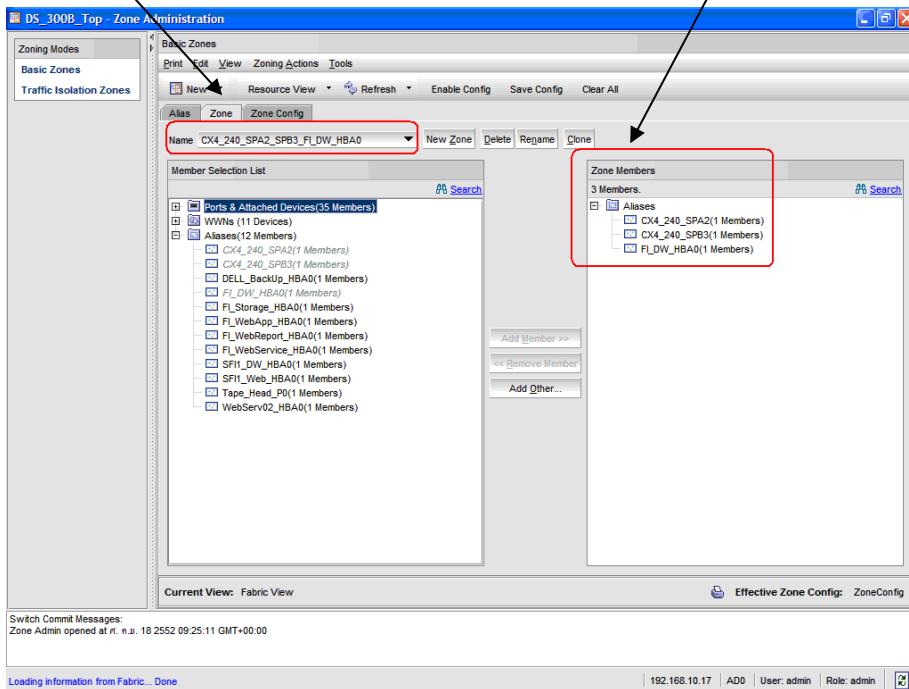 DS_300B_Top - Zone Administration
Zoning Modes
Basic Zones
Traffic Isolation Zones
Basic Zones
Print Edit View Zoning Actions Tools
New Resource View Refresh Enable Config Save Config Clear All
Alias Zone Zone Config
Name CX4_240_SPA2_SPB3_FI_DW_HBA0 New Zone Delete Rename Clone
Member Selection List
Search
Ports & Attached Devices(35 Members)
WWNs (11 Devices)
Aliases(12 Members)
CX4_240_SPA2(1 Members)
CX4_240_SPB3(1 Members)
DELL_BackUp_HBA0(1 Members)
FI_DW_HBA0(1 Members)
FI_Storage_HBA0(1 Members)
FI_WebApp_HBA0(1 Members)
FI_WebReport_HBA0(1 Members)
FI_WebService_HBA0(1 Members)
SFI1_DW_HBA0(1 Members)
SFI1_Web_HBA0(1 Members)
Tape_Head_P0(1 Members)
WebServ02_HBA0(1 Members)
Add Member >>
<< Remove Member
Add Other...
Zone Members
3 Members. Search
Aliases
CX4_240_SPA2(1 Members)
CX4_240_SPB3(1 Members)
FI_DW_HBA0(1 Members)
Current View: Fabric View
Effective Zone Config: ZoneConfig
Switch Commit Messages:
Zone Admin opened at ศ. ก.ย. 18 2552 09:25:11 GMT+00:00
Loading information from Fabric... Done
192.168.10.17 AD0 User: admin Role: admin